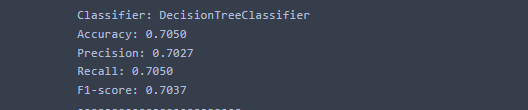 Classifier: DecisionTreeClassifier
Accuracy: 0.7050
Precision: 0.7027
Recall: 0.7050
F1-score: 0.7037
-------------------------